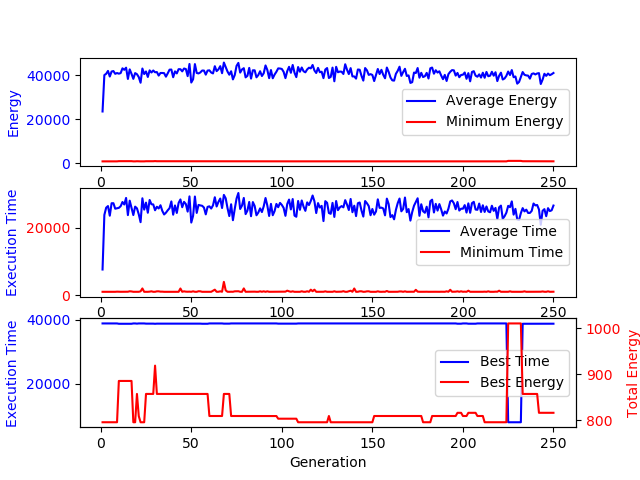 40000
20000
0
Energy
Average Energy
Minimum Energy
0 50 100 150 200 250
20000
0
Execution Time
Average Time
Minimum Time
0 50 100 150 200 250
40000
20000
Execution Time
Best Time
Best Energy
1000
900
800
Total Energy
0 50 100 150 200 250
Generation